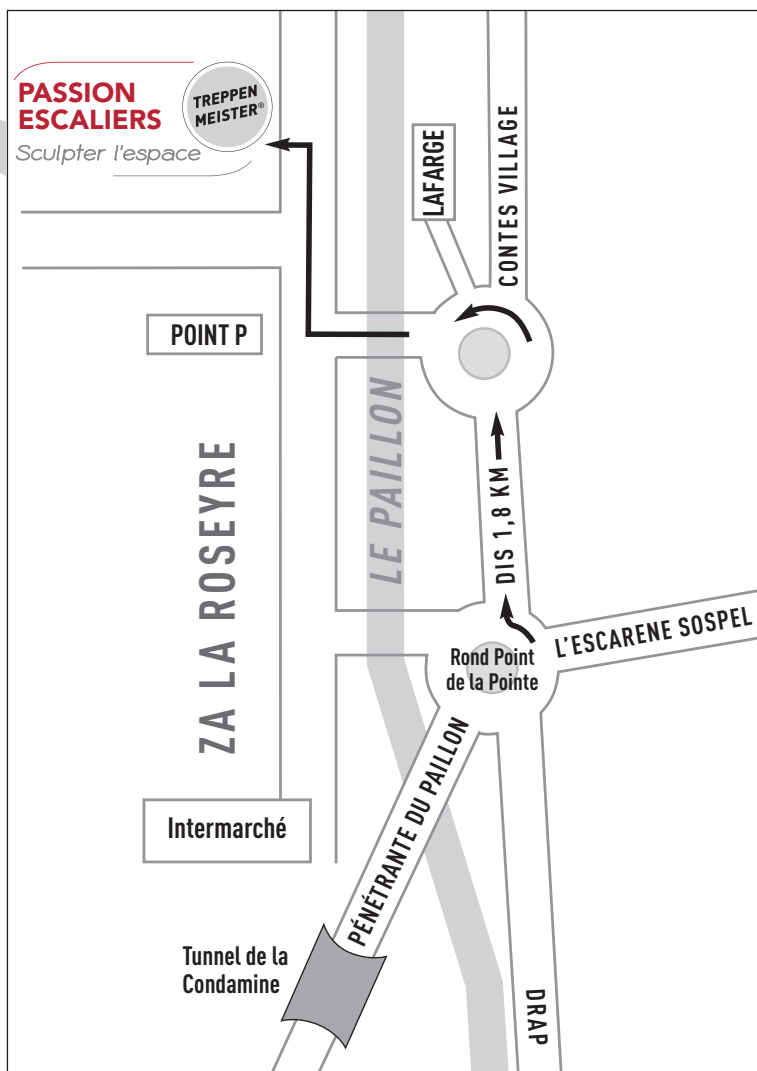 PASSION
ESCALIERS
Sculpter l'espace
TREPPEN
MEISTER®
LAFARGE
CONTES VILLAGE
POINT P
LE PAILLON
ZA LA ROSEYRE
DIS 1,8 KM
L'ESCARENE SOSPEL
Rond Point
de la Pointe
PÉNÉTRANTE DU PAILLON
Intermarché
Tunnel de la
Condamine
DRAP